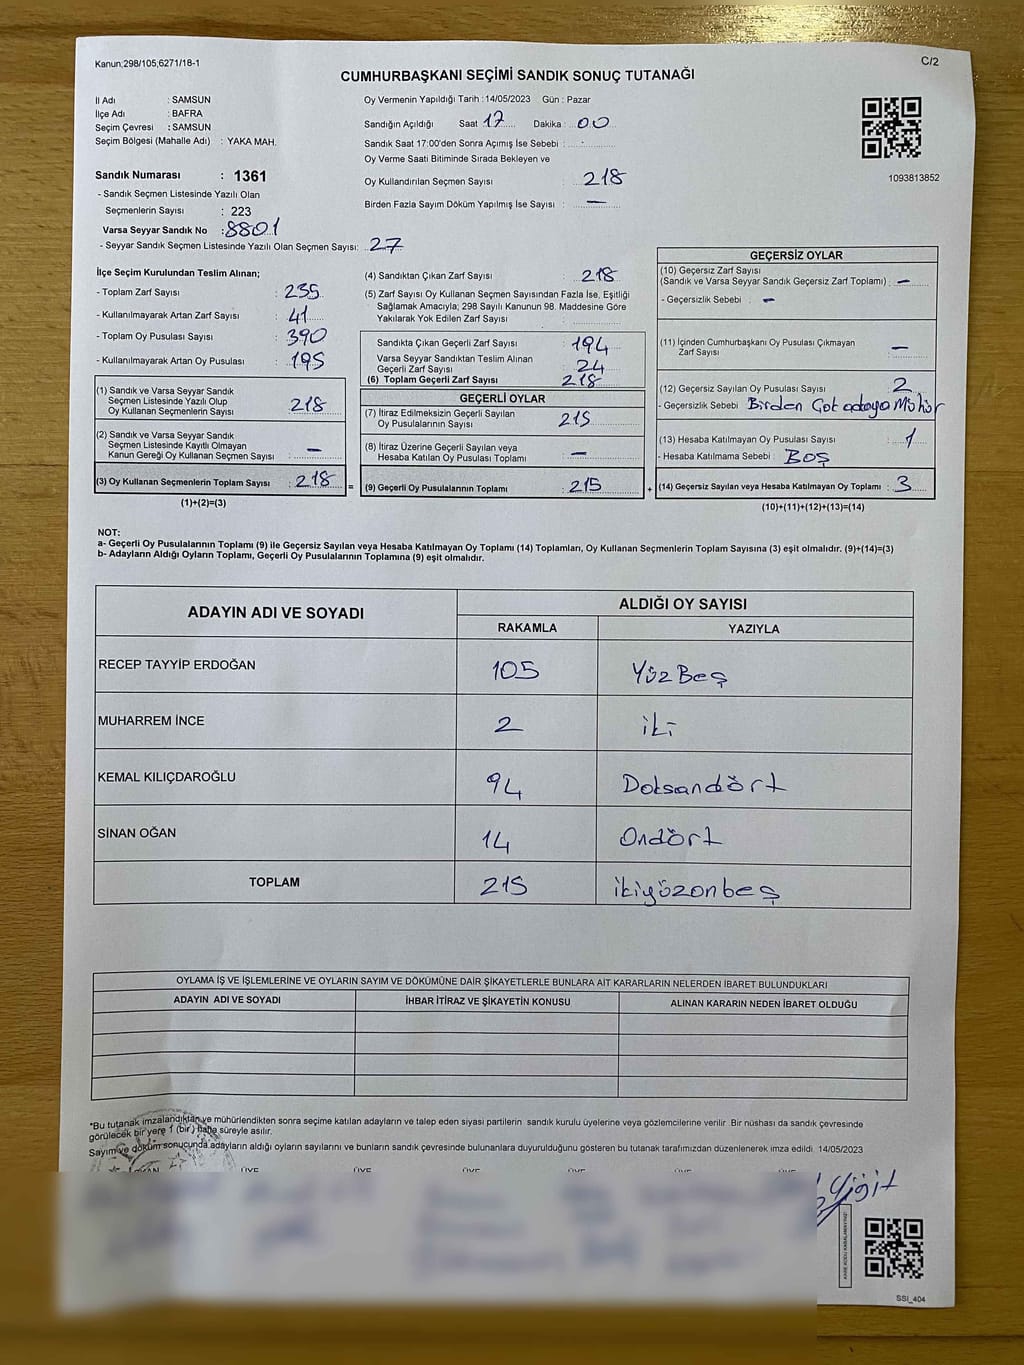 Kanun;298/105;6271/18-1
C/2
CUMHURBAŞKANI SEÇİMİ SANDIK SONUÇ TUTANAĞI
İl Adı : SAMSUN
İlçe Adı : BAFRA
Seçim Çevresi : SAMSUN
Seçim Bölgesi (Mahalle Adı) : YAKA MAH.
Oy Vermenin Yapıldığı Tarih : 14/05/2023 Gün : Pazar
Sandığın Açıldığı Saat 17 Dakika : 00
Sandık Saat 17:00'den Sonra Açımış İse Sebebi :
Oy Verme Saati Bitiminde Sırada Bekleyen ve
Oy Kullandırılan Seçmen Sayısı : 218
Birden Fazla Sayım Döküm Yapılmış İse Sayısı : —
1093813852
Sandık Numarası : 1361
- Sandık Seçmen Listesinde Yazılı Olan
Seçmenlerin Sayısı : 223
Varsa Seyyar Sandık No : 8801
- Seyyar Sandık Seçmen Listesinde Yazılı Olan Seçmen Sayısı: 27
İlçe Seçim Kurulundan Teslim Alınan;
- Toplam Zarf Sayısı : 235
- Kullanılmayarak Artan Zarf Sayısı : 41
- Toplam Oy Pusulası Sayısı : 390
- Kullanılmayarak Artan Oy Pusulası : 195
(1) Sandık ve Varsa Seyyar Sandık
Seçmen Listesinde Yazılı Olup
Oy Kullanan Seçmenlerin Sayısı : 218
(2) Sandık ve Varsa Seyyar Sandık
Seçmen Listesinde Kayıtlı Olmayan
Kanun Gereği Oy Kullanan Seçmen Sayısı : —
(3) Oy Kullanan Seçmenlerin Toplam Sayısı : 218 =
(1)+(2)=(3)
(4) Sandıktan Çıkan Zarf Sayısı : 218
(5) Zarf Sayısı Oy Kullanan Seçmen Sayısından Fazla İse, Eşitliği
Sağlamak Amacıyla; 298 Sayılı Kanunun 98. Maddesine Göre
Yakılarak Yok Edilen Zarf Sayısı :
Sandıkta Çıkan Geçerli Zarf Sayısı : 194
Varsa Seyyar Sandıktan Teslim Alınan
Geçerli Zarf Sayısı : 24
(6) Toplam Geçerli Zarf Sayısı : 218
GEÇERLİ OYLAR
(7) İtiraz Edilmeksizin Geçerli Sayılan
Oy Pusulalarının Sayısı : 215
(8) İtiraz Üzerine Geçerli Sayılan veya
Hesaba Katılan Oy Pusulası Toplamı : —
(9) Geçerli Oy Pusulalarının Toplamı : 215 +
GEÇERSİZ OYLAR
(10) Geçersiz Zarf Sayısı
(Sandık ve Varsa Seyyar Sandık Geçersiz Zarf Toplamı) : —
- Geçersizlik Sebebi : —
(11) İçinden Cumhurbaşkanı Oy Pusulası Çıkmayan
Zarf Sayısı : —
(12) Geçersiz Sayılan Oy Pusulası Sayısı : 2
- Geçersizlik Sebebi Birden Çok adaya Mühür
(13) Hesaba Katılmayan Oy Pusulası Sayısı : 1
- Hesaba Katılmama Sebebi : Boş
(14) Geçersiz Sayılan veya Hesaba Katılmayan Oy Toplamı : 3
(10)+(11)+(12)+(13)=(14)
NOT:
a- Geçerli Oy Pusulalarının Toplamı (9) ile Geçersiz Sayılan veya Hesaba Katılmayan Oy Toplamı (14) Toplamları, Oy Kullanan Seçmenlerin Toplam Sayısına (3) eşit olmalıdır. (9)+(14)=(3)
b- Adayların Aldığı Oyların Toplamı, Geçerli Oy Pusulalarının Toplamına (9) eşit olmalıdır.
ADAYIN ADI VE SOYADI
ALDIĞI OY SAYISI
RAKAMLA YAZIYLA
RECEP TAYYİP ERDOĞAN 105 Yüz Beş
MUHARREM İNCE 2 iki
KEMAL KILIÇDAROĞLU 94 Doksandört
SİNAN OĞAN 14 Ondört
TOPLAM 215 ikiyüzonbeş
OYLAMA İŞ VE İŞLEMLERİNE VE OYLARIN SAYIM VE DÖKÜMÜNE DAİR ŞİKAYETLERLE BUNLARA AİT KARARLARIN NELERDEN İBARET BULUNDUKLARI
ADAYIN ADI VE SOYADI İHBAR İTİRAZ VE ŞİKAYETİN KONUSU ALINAN KARARIN NEDEN İBARET OLDUĞU
"Bu tutanak imzalandıktan ve mühürlendikten sonra seçime katılan adayların ve talep eden siyasi partilerin sandık kurulu üyelerine veya gözlemcilerine verilir. Bir nüshası da sandık çevresinde
görülecek bir yere 1 (bir) hafta süreyle asılır.
Sayım ve döküm sonucunda adayların aldığı oyların sayılarını ve bunların sandık çevresinde bulunanlara duyurulduğunu gösteren bu tutanak tarafımızdan düzenlenerek imza edildi. 14/05/2023
ÜYE ÜYE ÜYE ÜYE ÜYE
Yiğit
SSI_404